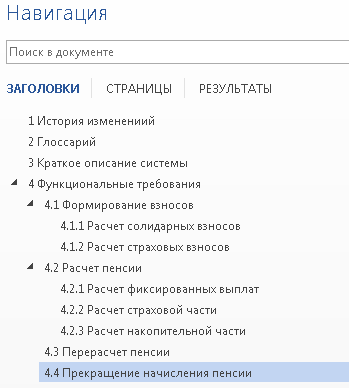 Навигация
Поиск в документе
ЗАГОЛОВКИ СТРАНИЦЫ РЕЗУЛЬТАТЫ
1 История измененийй
2 Глоссарий
3 Краткое описание системы
4 Функциональные требования
4.1 Формирование взносов
4.1.1 Расчет солидарных взносов
4.1.2 Расчет страховых взносов
4.2 Расчет пенсии
4.2.1 Расчет фиксированных выплат
4.2.2 Расчет страховой части
4.2.3 Расчет накопительной части
4.3 Перерасчет пенсии
4.4 Прекращение начисления пенсии